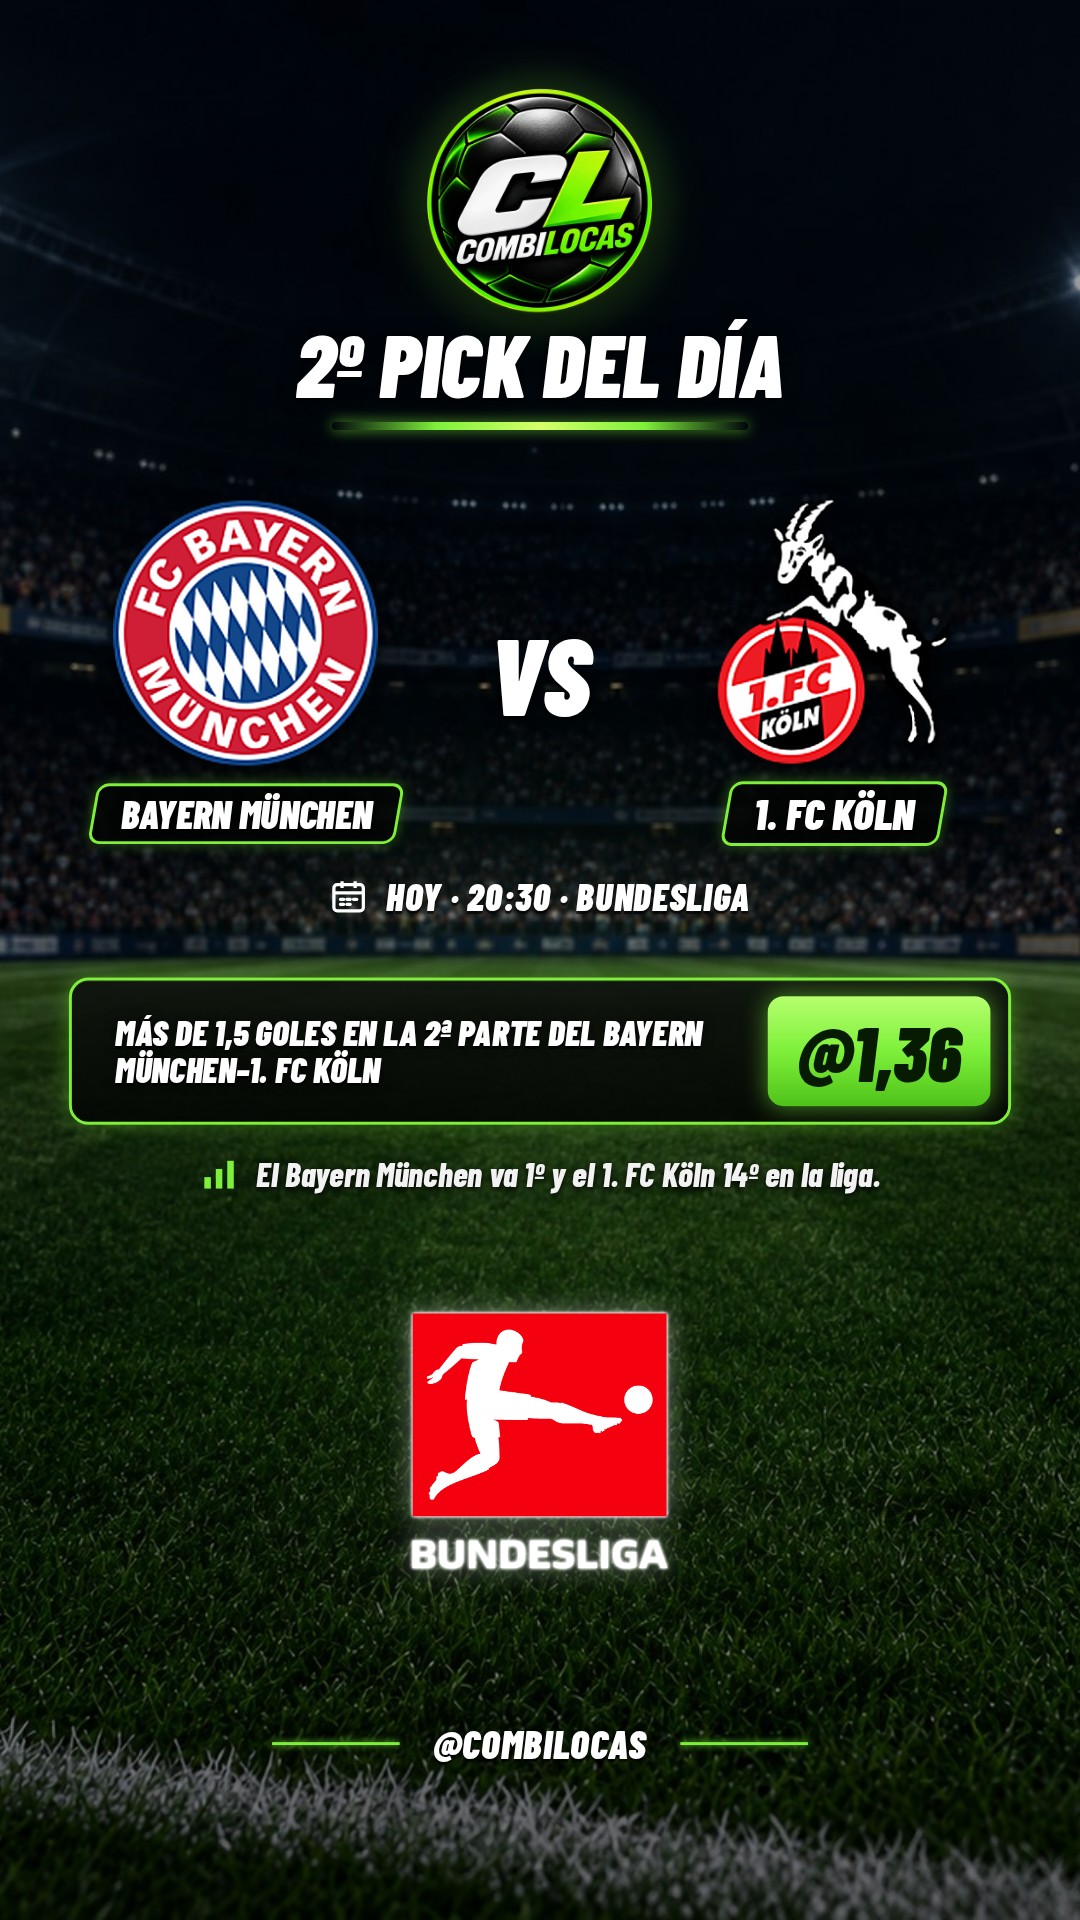 CL
COMBILOCAS
2º PICK DEL DÍA
FC BAYERN
MÜNCHEN
VS
1.FC
KÖLN
BAYERN MÜNCHEN
1. FC KÖLN
HOY · 20:30 · BUNDESLIGA
MÁS DE 1,5 GOLES EN LA 2ª PARTE DEL BAYERN
MÜNCHEN-1. FC KÖLN
@1,36
El Bayern München va 1º y el 1. FC Köln 14º en la liga.
BUNDESLIGA
@COMBILOCAS